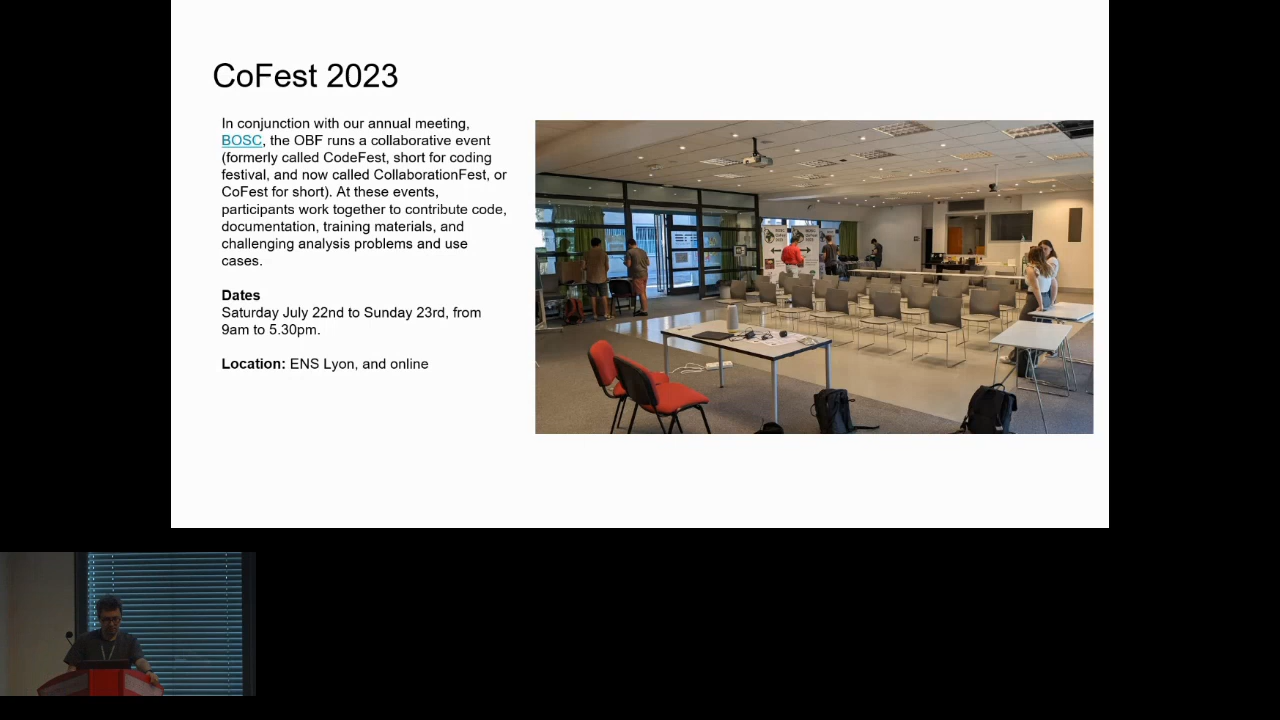 CoFest 2023
In conjunction with our annual meeting,
BOSC, the OBF runs a collaborative event
(formerly called CodeFest, short for coding
festival, and now called CollaborationFest, or
CoFest for short). At these events,
participants work together to contribute code,
documentation, training materials, and
challenging analysis problems and use
cases.
Dates
Saturday July 22nd to Sunday 23rd, from
9am to 5.30pm.
Location: ENS Lyon, and online